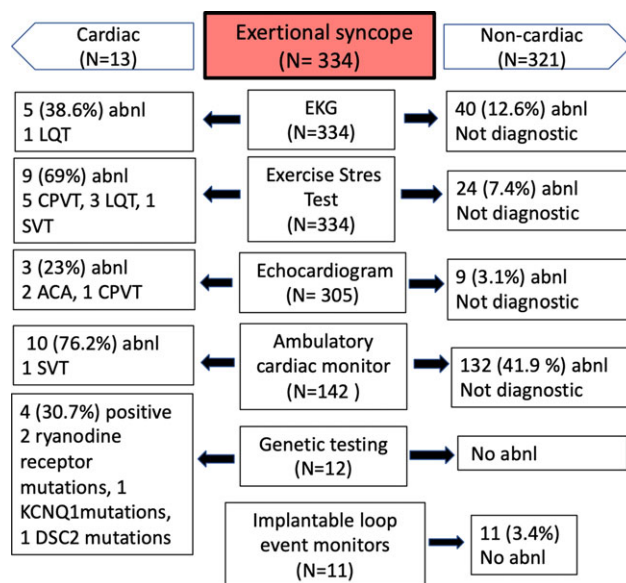 Cardiac
(N=13)
Exertional syncope
(N= 334)
Non-cardiac
(N=321)
5 (38.6%) abnl
1 LQT
EKG
(N=334)
40 (12.6%) abnl
Not diagnostic
9 (69%) abnl
5 CPVT, 3 LQT, 1
SVT
Exercise Stres
Test
(N=334)
24 (7.4%) abnl
Not diagnostic
3 (23%) abnl
2 ACA, 1 CPVT
Echocardiogram
(N= 305)
9 (3.1%) abnl
Not diagnostic
10 (76.2%) abnl
1 SVT
Ambulatory
cardiac monitor
(N=142 )
132 (41.9 %) abnl
Not diagnostic
4 (30.7%) positive
2 ryanodine
receptor
mutations, 1
KCNQ1mutations,
1 DSC2 mutations
Genetic testing
(N=12)
No abnl
Implantable loop
event monitors
(N=11)
11 (3.4%)
No abnl